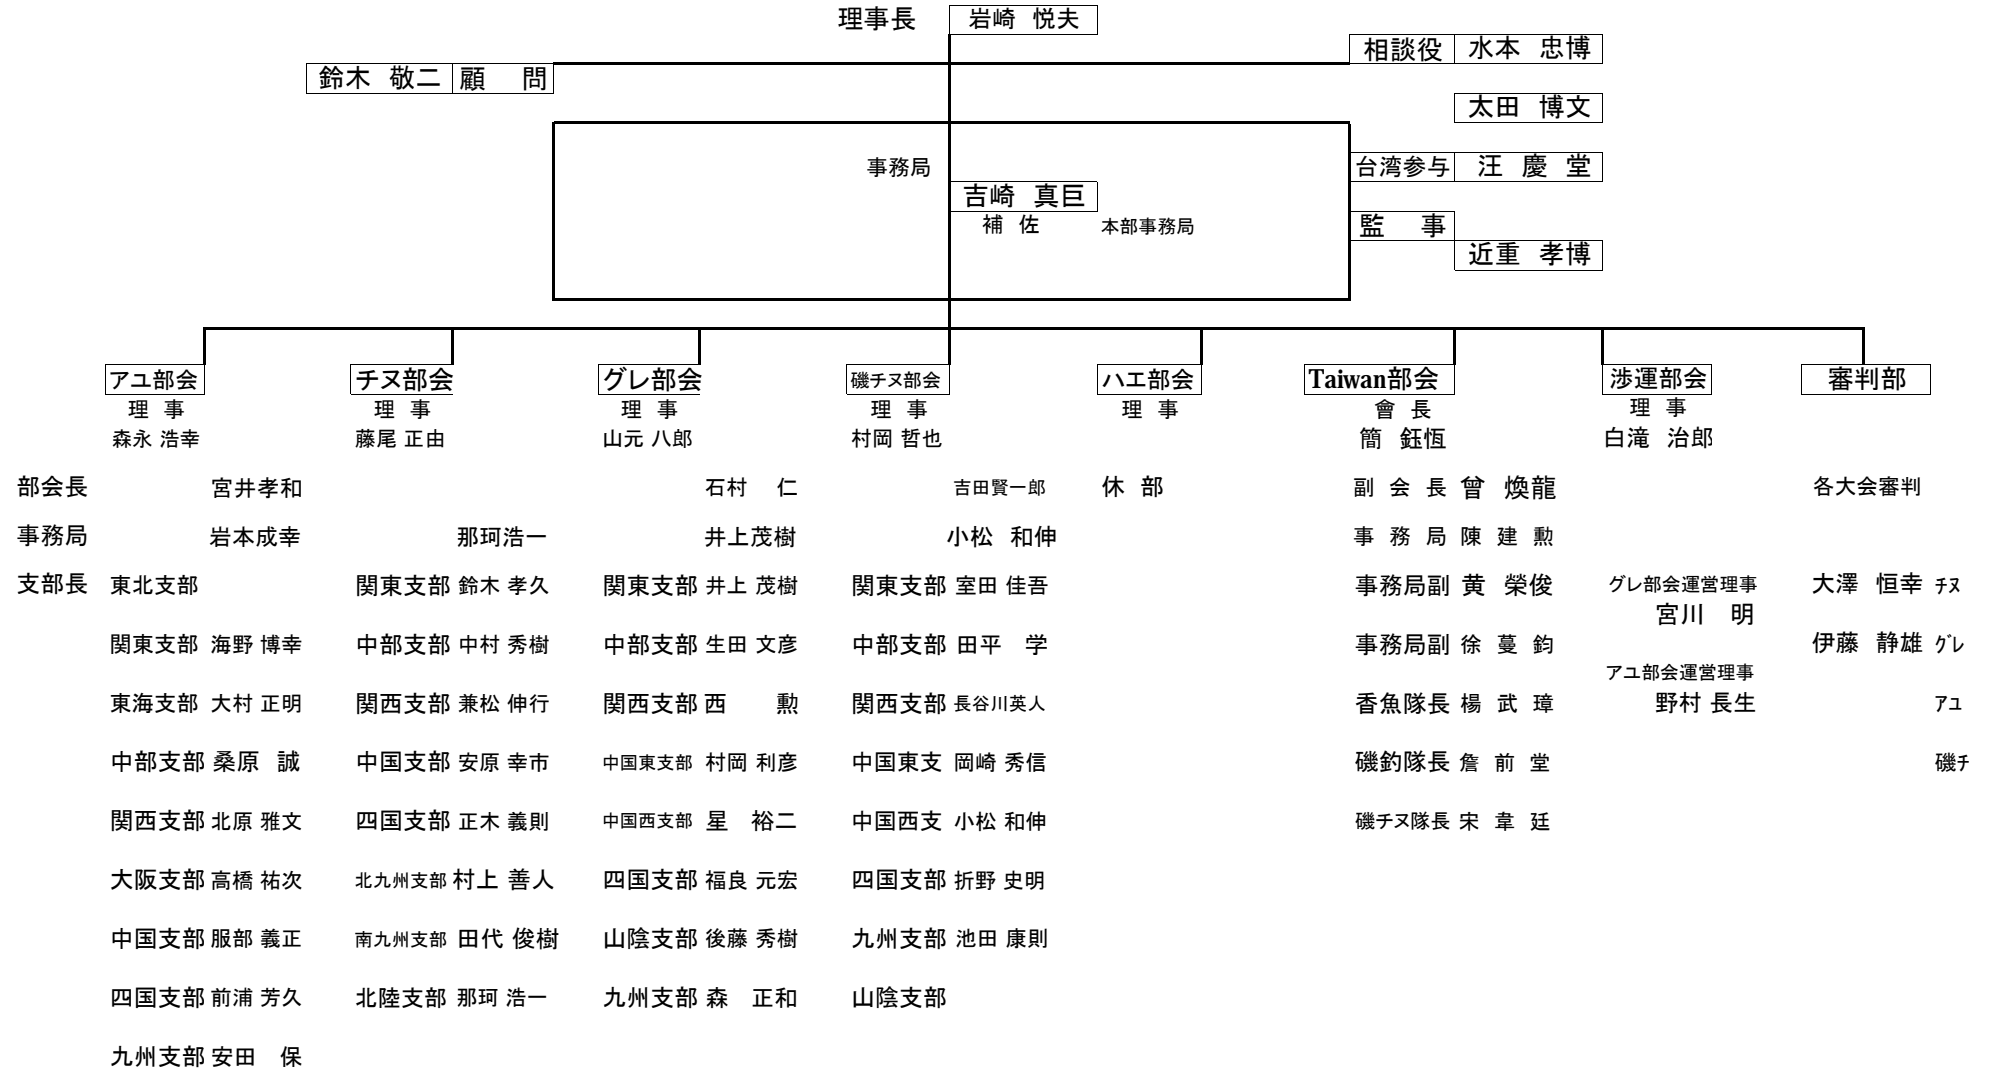 理事長 岩崎 悦夫
相談役 水本 忠博
鈴木 敬二 顧 問
太田 博文
事務局 台湾参与 汪 慶 堂
吉崎 真巨
補 佐 本部事務局 監 事
近重 孝博
アユ部会 チヌ部会 グレ部会 磯チヌ部会 ハエ部会 Taiwan部会 渉運部会 審判部
理 事 理 事 理 事 理 事 理 事 會 長 理 事
森永 浩幸 藤尾 正由 山元 八郎 村岡 哲也 簡 鈺恆 白滝 治郎
部会長 宮井孝和 石村 仁 吉田賢一郎 休 部 副 会 長 曾 煥龍 各大会審判
事務局 岩本成幸 那珂浩一 井上茂樹 小松 和伸 事 務 局 陳 建 勲
支部長 東北支部 関東支部 鈴木 孝久 関東支部 井上 茂樹 関東支部 室田 佳吾 事務局副 黄 榮俊 グレ部会運営理事 大澤 恒幸 ﾁﾇ
宮川 明
関東支部 海野 博幸 中部支部 中村 秀樹 中部支部 生田 文彦 中部支部 田平 学 事務局副 徐 蔓 鈞 伊藤 静雄 ｸﾞﾚ
アユ部会運営理事
東海支部 大村 正明 関西支部 兼松 伸行 関西支部 西 勲 関西支部 長谷川英人 香魚隊長 楊 武 璋 野村 長生 ｱﾕ
中部支部 桑原 誠 中国支部 安原 幸市 中国東支部 村岡 利彦 中国東支 岡崎 秀信 磯釣隊長 詹 前 堂 磯ﾁ
関西支部 北原 雅文 四国支部 正木 義則 中国西支部 星 裕二 中国西支 小松 和伸 磯チヌ隊長 宋 韋 廷
大阪支部 高橋 祐次 北九州支部 村上 善人 四国支部 福良 元宏 四国支部 折野 史明
中国支部 服部 義正 南九州支部 田代 俊樹 山陰支部 後藤 秀樹 九州支部 池田 康則
四国支部 前浦 芳久 北陸支部 那珂 浩一 九州支部 森 正和 山陰支部
九州支部 安田 保